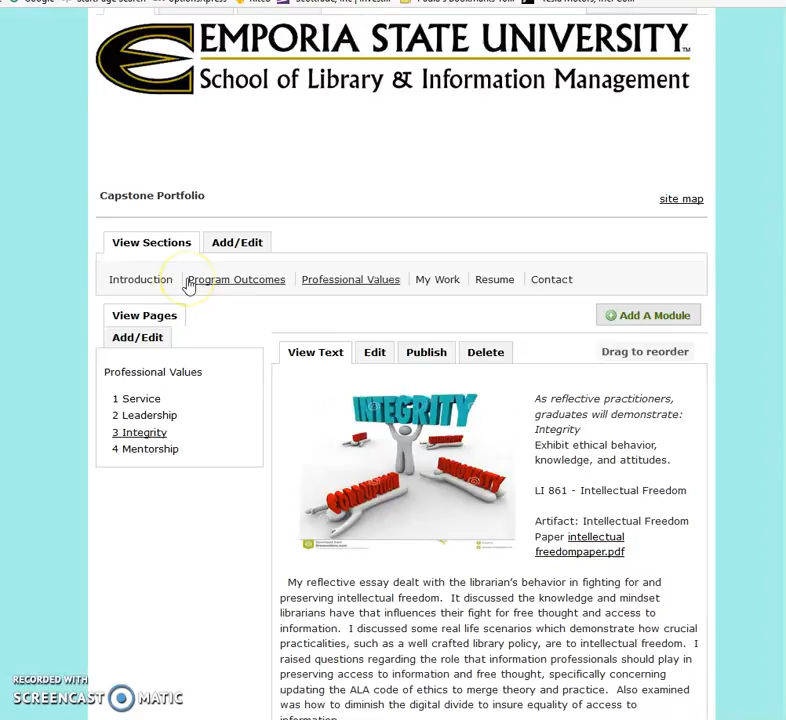 Google
EMPORIA STATE UNIVERSITY™
School of Library & Information Management
Capstone Portfolio
site map
View Sections
Add/Edit
Introduction
Program Outcomes
Professional Values
My Work
Resume
Contact
View Pages
Add/Edit
Add A Module
Professional Values
1 Service
2 Leadership
3 Integrity
4 Mentorship
View Text
Edit
Publish
Delete
Drag to reorder
INTEGRITY
CORRUPTION
As reflective practitioners,
graduates will demonstrate:
Integrity
Exhibit ethical behavior,
knowledge, and attitudes.
LI 861 - Intellectual Freedom
Artifact: Intellectual Freedom
Paper intellectual
freedompaper.pdf
My reflective essay dealt with the librarian's behavior in fighting for and
preserving intellectual freedom. It discussed the knowledge and mindset
librarians have that influences their fight for free thought and access to
information. I discussed some real life scenarios which demonstrate how crucial
practicalities, such as a well crafted library policy, are to intellectual freedom. I
raised questions regarding the role that information professionals should play in
preserving access to information and free thought, specifically concerning
updating the ALA code of ethics to merge theory and practice. Also examined
was how to diminish the digital divide to insure equality of access to
information.
RECORDED WITH
SCREENCAST MATIC